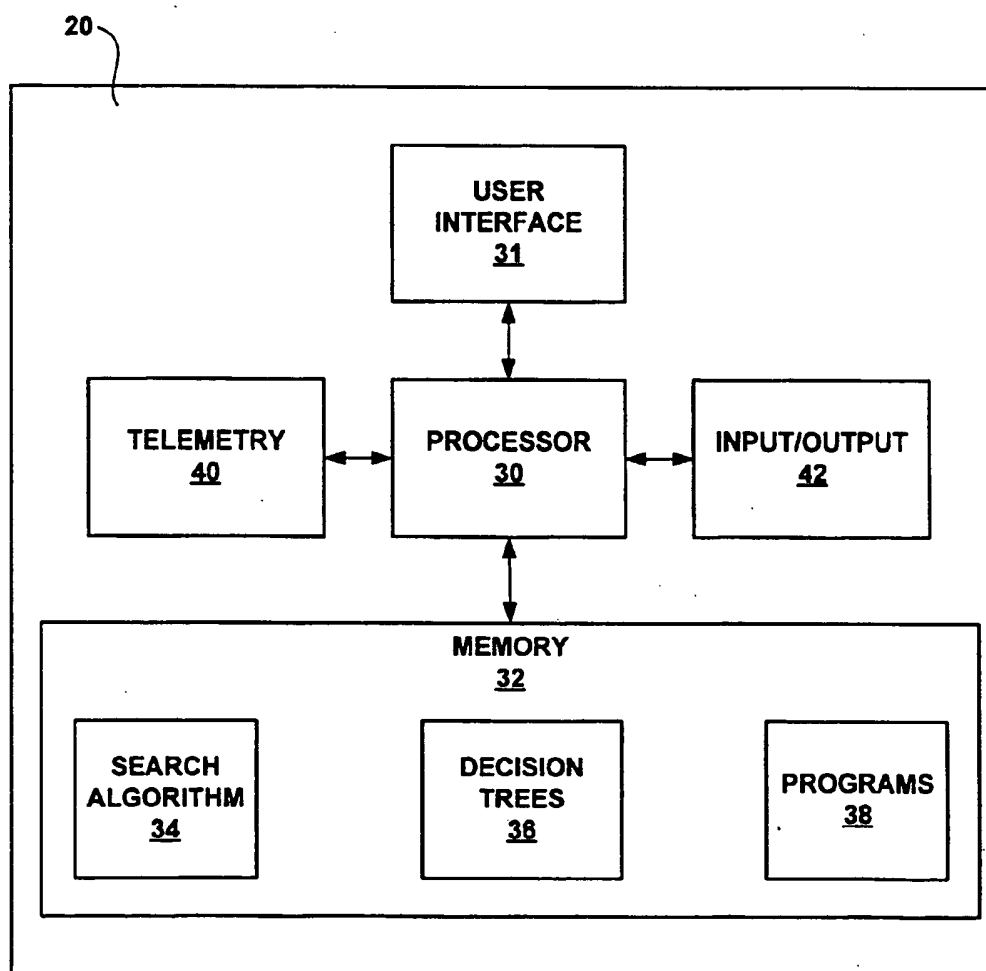 20
USER
INTERFACE
31
TELEMETRY
40
PROCESSOR
30
INPUT/OUTPUT
42
MEMORY
32
SEARCH
ALGORITHM
34
DECISION
TREES
36
PROGRAMS
38